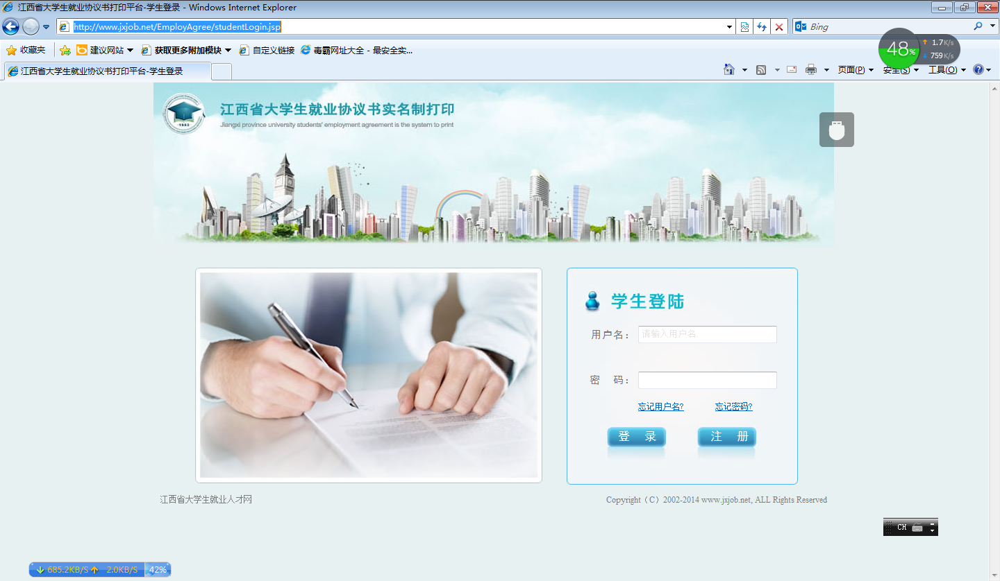 江西省大学生就业协议书打印平台-学生登录 - Windows Internet Explorer
http://www.jxjob.net/EmployAgree/studentLogin.jsp
Bing
收藏夹 建议网站 获取更多附加模块 自定义链接 毒霸网址大全 - 最安全实...
48% 1.7K/s
759K/s
江西省大学生就业协议书打印平台-学生登录
页面(P) 安全(S) 工具(O)
江西省大学生就业协议书实名制打印
Jiangxi province university students' employment agreement is the system to print
学生登陆
用户名: 请输入用户名.
密 码:
忘记用户名? 忘记密码?
登 录 注 册
江西省大学生就业人才网 Copyright（C）2002-2014 www.jxjob.net, ALL Rights Reserved
CH
685.2KB/S 2.0KB/S 42%